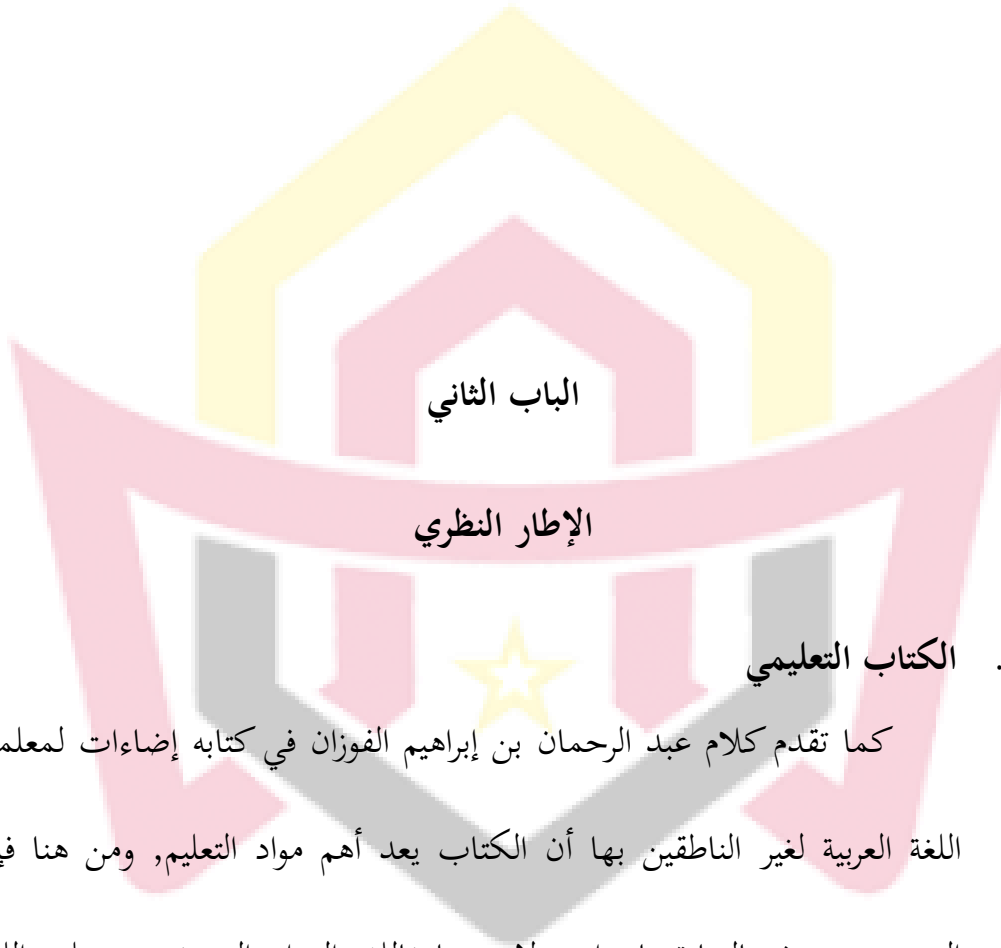 الباب الثاني
الإطار النظري
. الكتاب التعليمي
كما تقدم كلام عبد الرحمان بن إبراهيم الفوزان في كتابه إضاءات لمعلم
اللغة العربية لغير الناطقين بها أن الكتاب يعد أهم مواد التعليم, ومن هنا